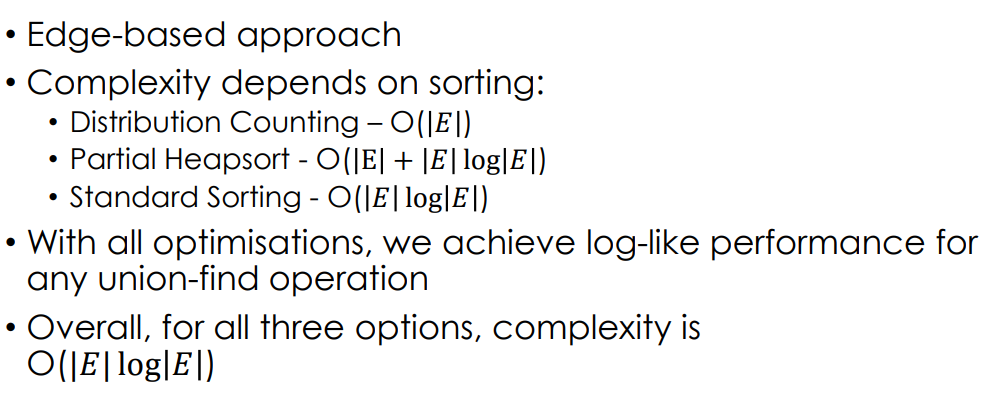 • Edge-based approach
• Complexity depends on sorting:
• Distribution Counting – O(|E|)
• Partial Heapsort - O(|E| + |E| log|E|)
• Standard Sorting - O(|E| log|E|)
• With all optimisations, we achieve log-like performance for
any union-find operation
• Overall, for all three options, complexity is
O(|E| log|E|)